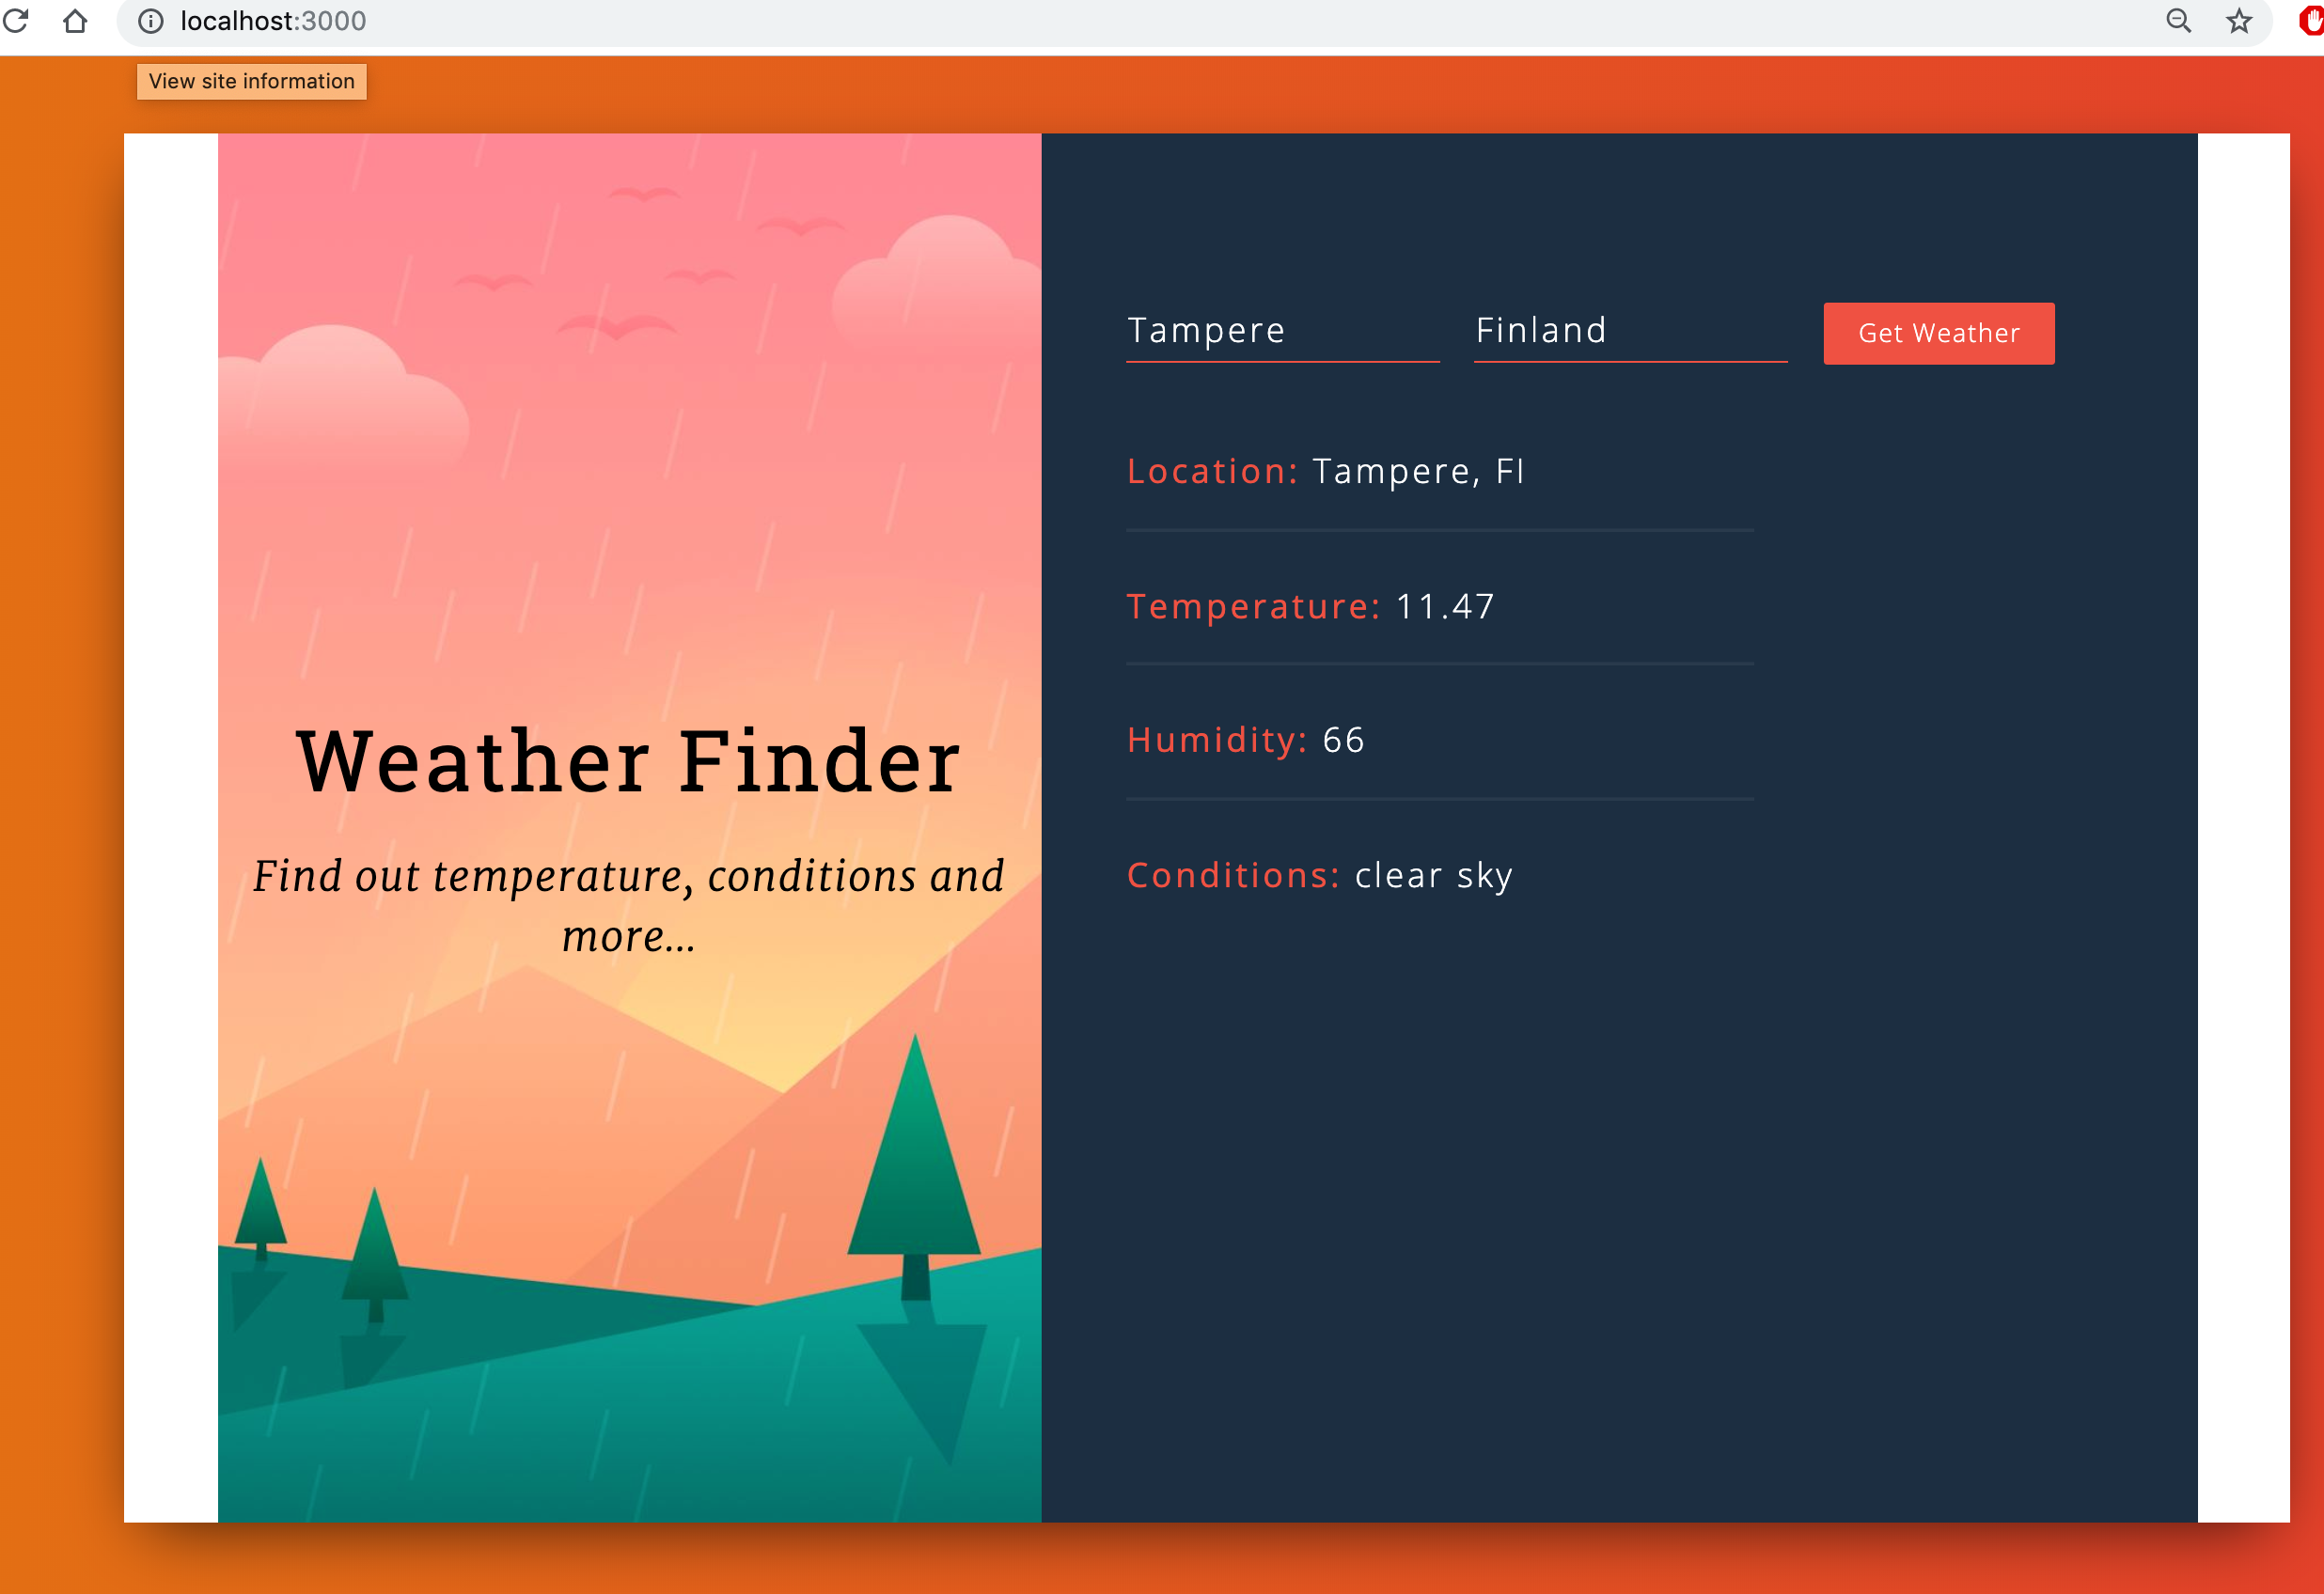 localhost:3000
View site information
Tampere
Finland
Get Weather
Location: Tampere, FI
Temperature: 11.47
Humidity: 66
Conditions: clear sky
Weather Finder
Find out temperature, conditions and
more...